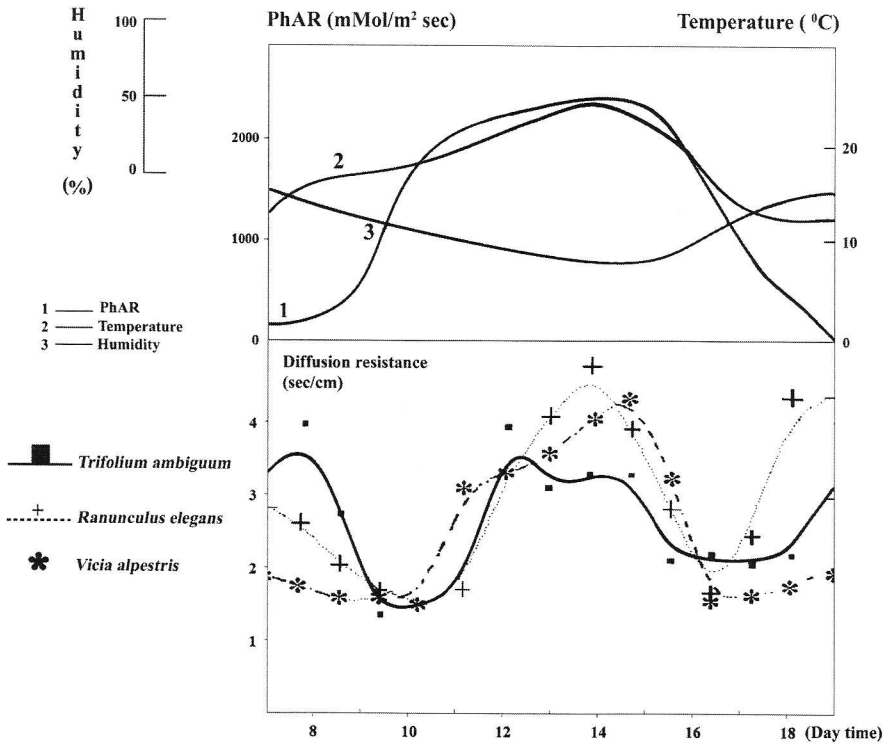 Humidity
(%)
100
50
0
PhAR (mMol/m² sec)
Temperature ( ⁰C)
2000
1000
0
20
10
0
2
3
1
1 PhAR
2 Temperature
3 Humidity
Diffusion resistance
(sec/cm)
4
3
2
1
Trifolium ambiguum
Ranunculus elegans
Vicia alpestris
8
10
12
14
16
18
(Day time)